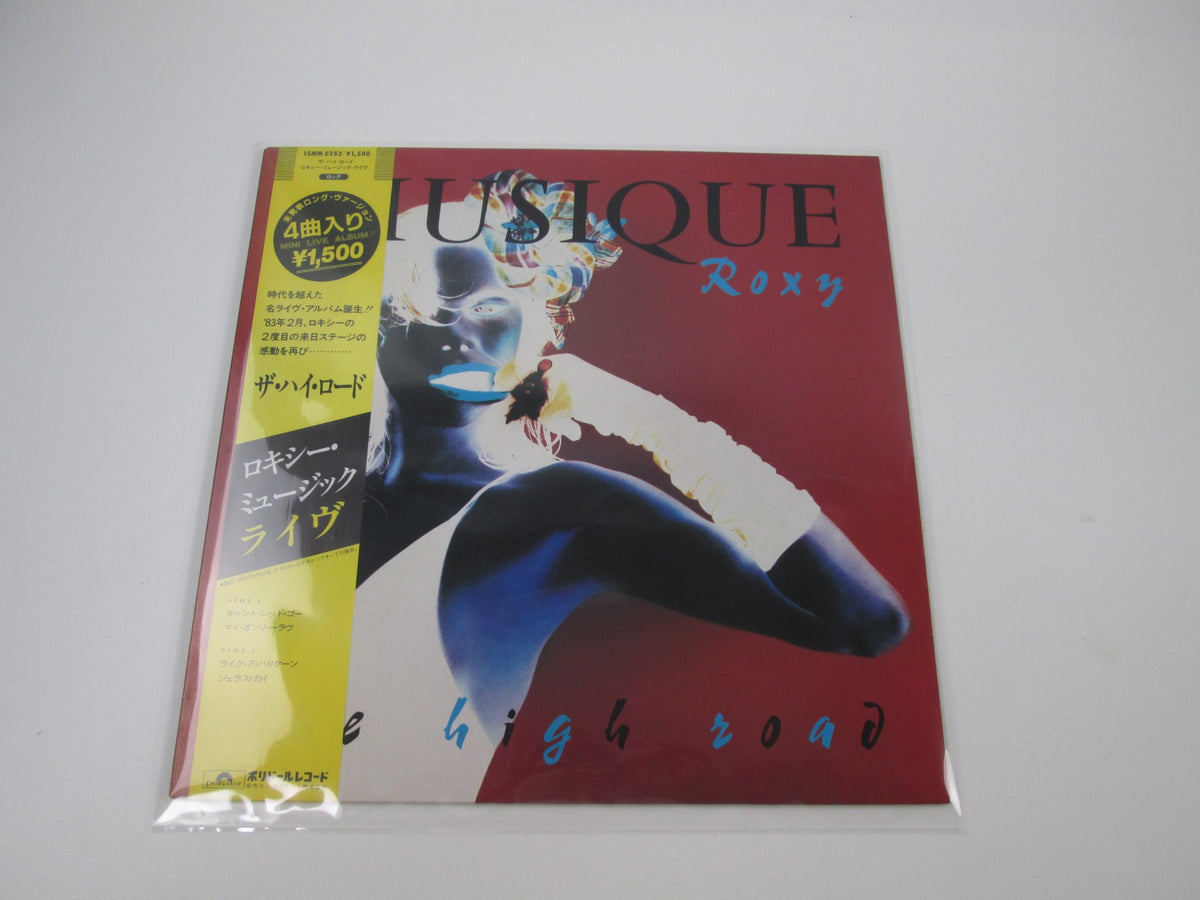 15MM 0252/¥1,500
ザ・ハイ・ロード
ロキシー・ミュージック・ライヴ
ロック
未発表ロング・ヴァージョン
4曲入り
MINI LIVE ALBUM
¥1,500
時代を越えた
名ライヴ・アルバム誕生!!
'83年2月、ロキシーの
2度目の来日ステージの
感動を再び…………
ザ・ハイ・ロード
ロキシー・
ミュージック
ライヴ
SIDE 1
キャント・レット・ゴー
マイ・オンリー・ラヴ
SIDE 2
ライク・ア・ハリケーン
ジェラス・ガイ
polydor
ポリドールレコード
MUSIQUE
Roxy
e high road